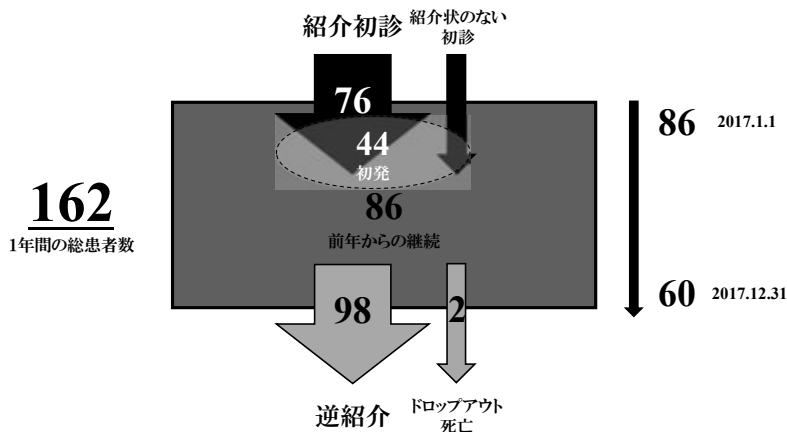 紹介初診
紹介状のない
初診
76
44
初発
86
2017.1.1
162
1年間の総患者数
86
前年からの継続
60
2017.12.31
98
2
逆紹介
ドロップアウト
死亡